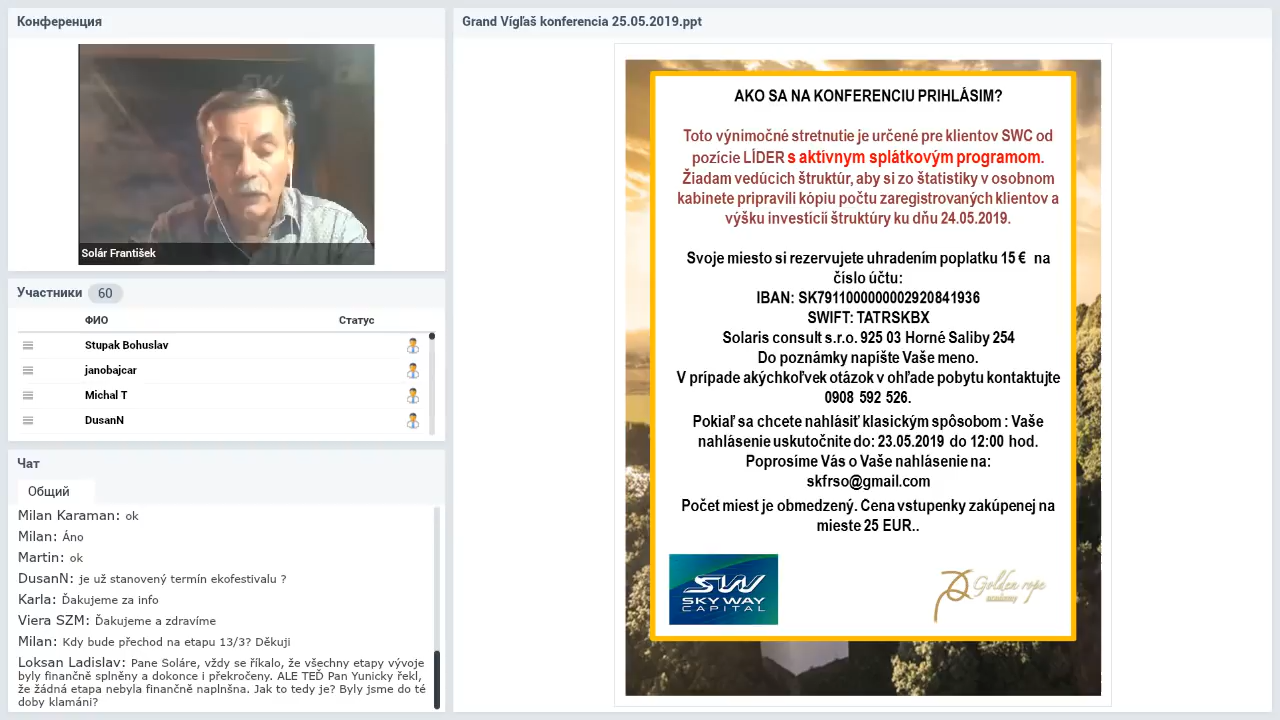 Конференция
SW
Solár František
Участники 60
ФИО Статус
Stupak Bohuslav
janobajcar
Michal T
DusanN
Чат
Общий
Milan Karaman: ok
Milan: Áno
Martin: ok
DusanN: je už stanovený termín ekofestivalu ?
Karla: Ďakujeme za info
Viera SZM: Ďakujeme a zdravíme
Milan: Kdy bude přechod na etapu 13/3? Děkuji
Loksan Ladislav: Pane Soláre, vždy se říkalo, že všechny etapy vývoje
byly finančně splněny a dokonce i překročeny. ALE TEĎ Pan Yunicky řekl,
že žádná etapa nebyla finančně naplnšna. Jak to tedy je? Byly jsme do té
doby klamáni?
Grand Vígľaš konferencia 25.05.2019.ppt
AKO SA NA KONFERENCIU PRIHLÁSIM?
Toto výnimočné stretnutie je určené pre klientov SWC od
pozície LÍDER s aktívnym splátkovým programom.
Žiadam vedúcich štruktúr, aby si zo štatistiky v osobnom
kabinete pripravili kópiu počtu zaregistrovaných klientov a
výšku investícií štruktúry ku dňu 24.05.2019.
Svoje miesto si rezervujete uhradením poplatku 15 € na
číslo účtu:
IBAN: SK7911000000002920841936
SWIFT: TATRSKBX
Solaris consult s.r.o. 925 03 Horné Saliby 254
Do poznámky napíšte Vaše meno.
V prípade akýchkoľvek otázok v ohľade pobytu kontaktujte
0908 592 526.
Pokiaľ sa chcete nahlásiť klasickým spôsobom : Vaše
nahlásenie uskutočnite do: 23.05.2019 do 12:00 hod.
Poprosíme Vás o Vaše nahlásenie na:
skfrso@gmail.com
Počet miest je obmedzený. Cena vstupenky zakúpenej na
mieste 25 EUR..
SW
SKYWAY
CAPITAL
Golden rope
academy